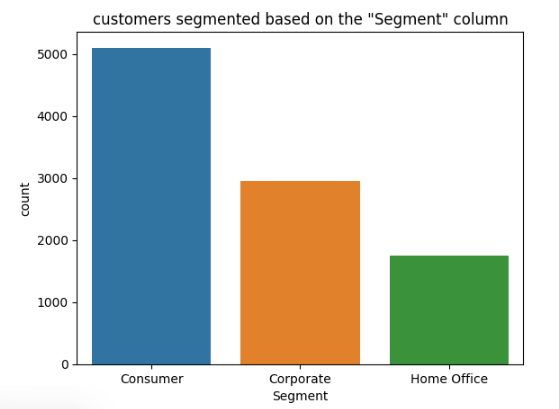 customers segmented based on the "Segment" column
5000
4000
3000
2000
1000
0
count
Consumer Corporate Home Office
Segment